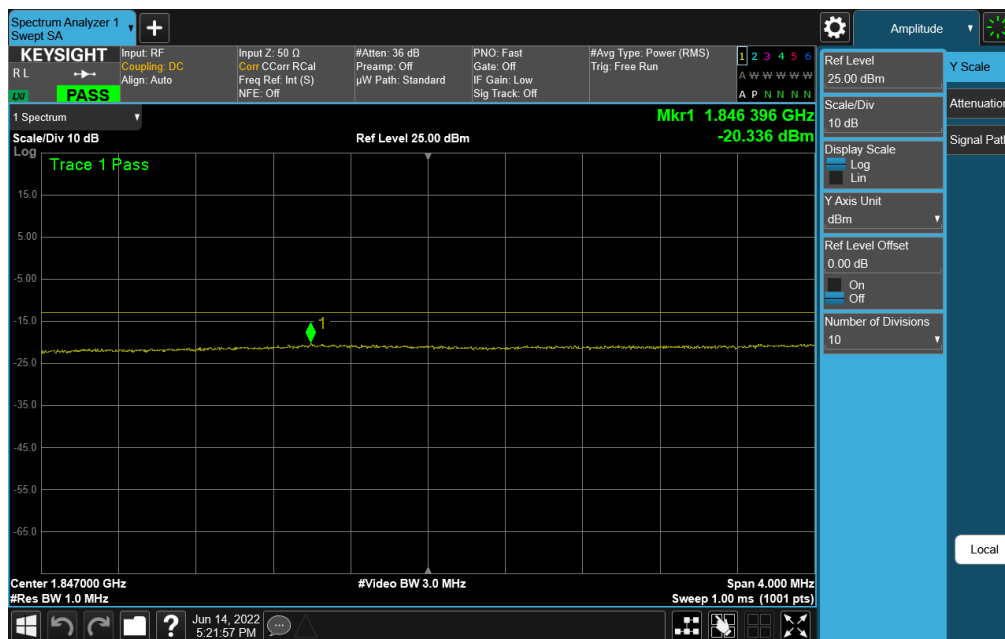 Spectrum Analyzer 1
Swept SA
Amplitude
KEYSIGHT
R L
LXI
PASS
Input: RF
Coupling: DC
Align: Auto
Input Z: 50 Ω
Corr CCorr RCal
Freq Ref: Int (S)
NFE: Off
#Atten: 36 dB
Preamp: Off
µW Path: Standard
PNO: Fast
Gate: Off
IF Gain: Low
Sig Track: Off
#Avg Type: Power (RMS)
Trig: Free Run
1 2 3 4 5 6
A W W W W W
A P N N N N
1 Spectrum
Mkr1 1.846 396 GHz
-20.336 dBm
Scale/Div 10 dB
Ref Level 25.00 dBm
Log
Trace 1 Pass
15.0
5.00
-5.00
-15.0
1
-25.0
-35.0
-45.0
-55.0
-65.0
Center 1.847000 GHz
#Video BW 3.0 MHz
Span 4.000 MHz
#Res BW 1.0 MHz
Sweep 1.00 ms (1001 pts)
Ref Level
25.00 dBm
Scale/Div
10 dB
Display Scale
Log
Lin
Y Axis Unit
dBm
Ref Level Offset
0.00 dB
On
Off
Number of Divisions
10
Y Scale
Attenuation
Signal Path
Local
?
Jun 14, 2022
5:21:57 PM